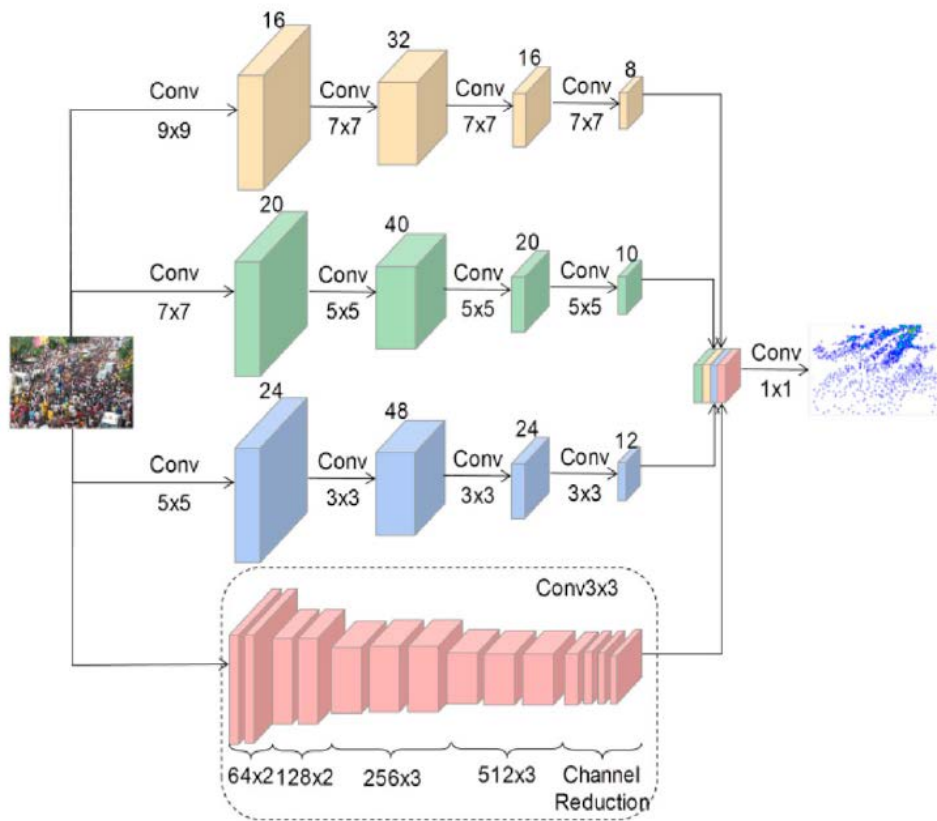 16
32
16
8
Conv
Conv
Conv
Conv
9x9
7x7
7x7
7x7
20
40
20
10
Conv
Conv
Conv
Conv
7x7
5x5
5x5
5x5
Conv
1x1
24
48
24
12
Conv
Conv
Conv
Conv
5x5
3x3
3x3
3x3
Conv3x3
64x2
128x2
256x3
512x3
Channel
Reduction